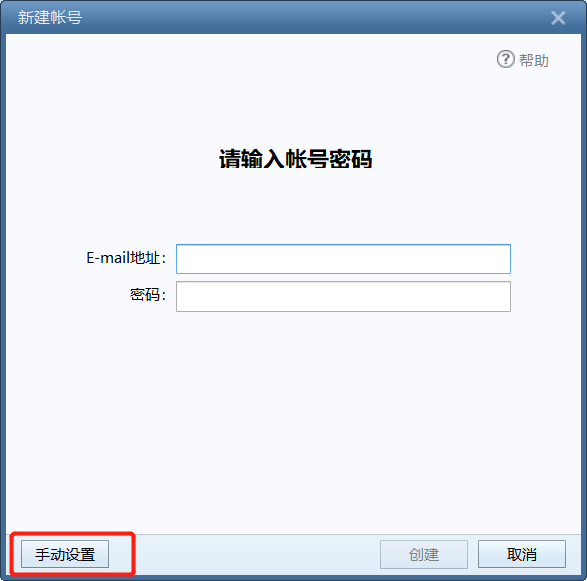 新建帐号
帮助
请输入帐号密码
E-mail地址：
密码：
手动设置 创建 取消